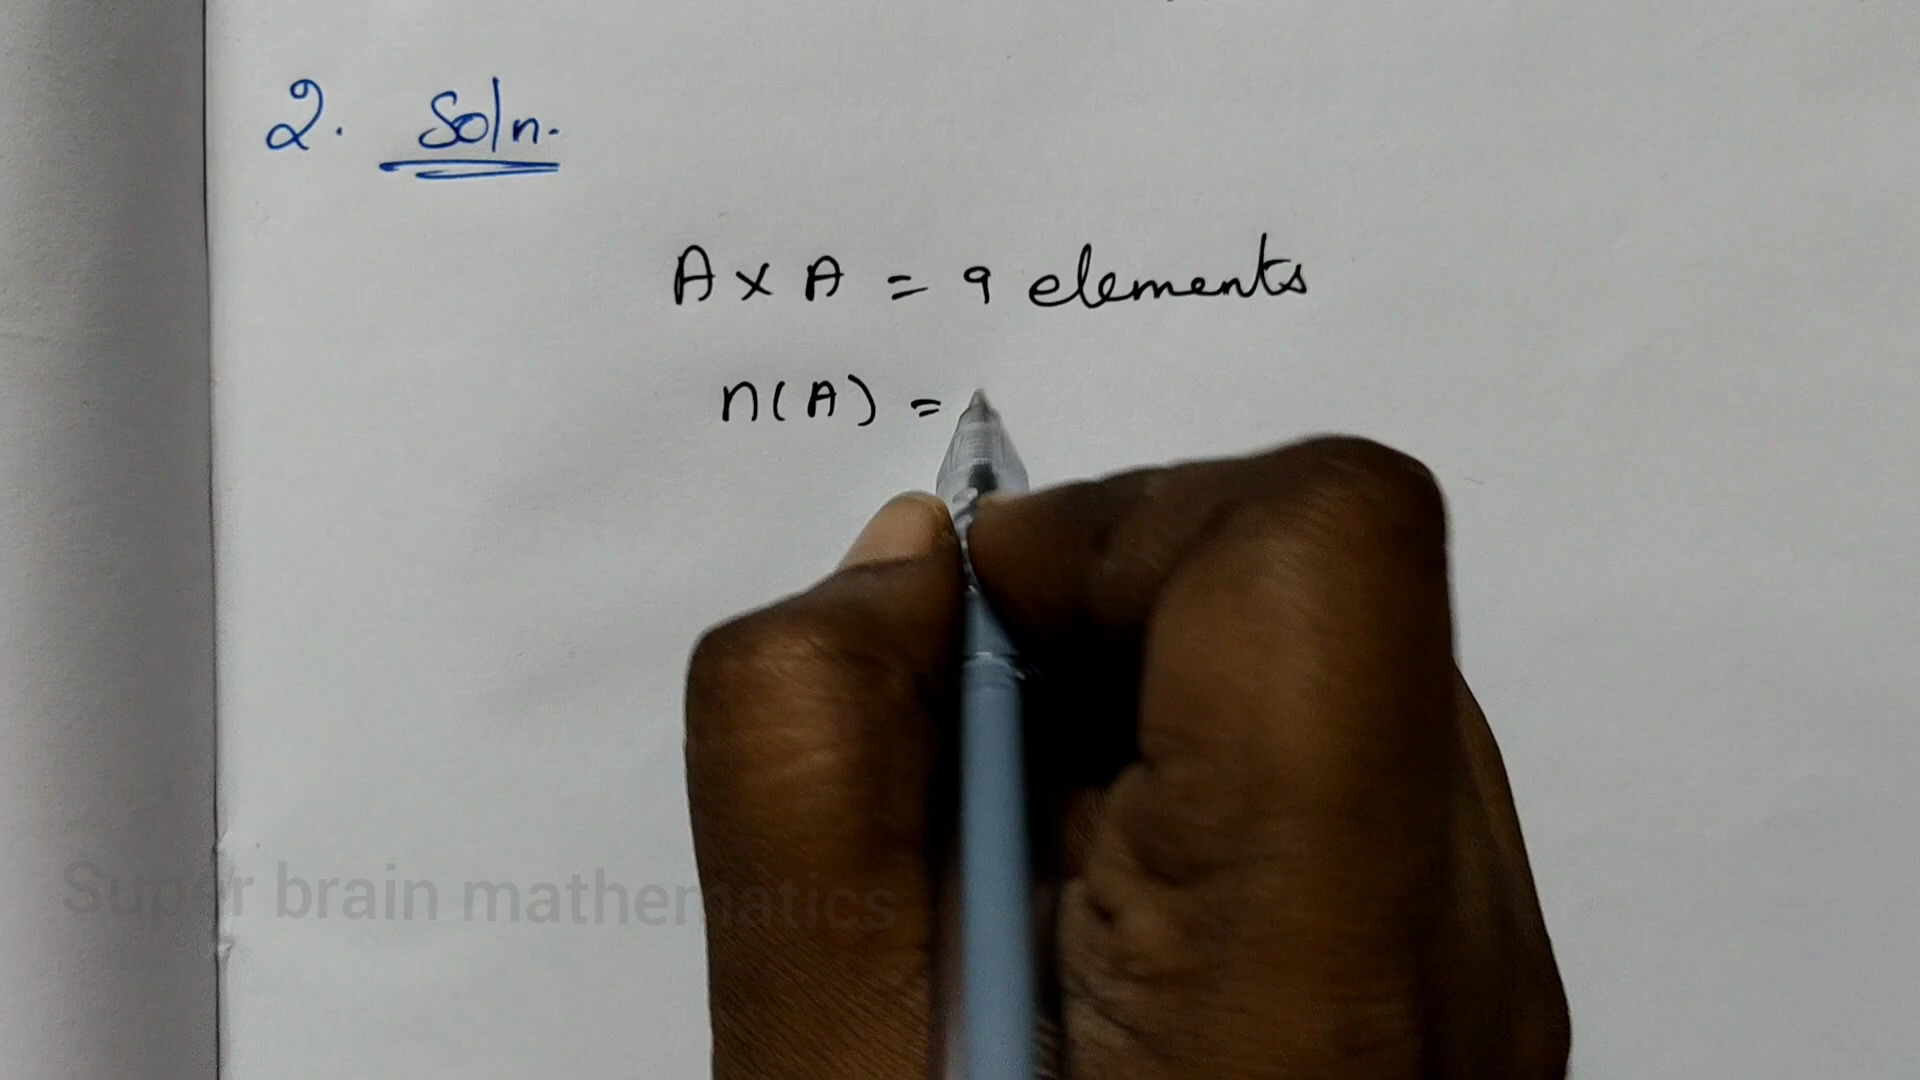 2. Soln.
A × A = 9 elements
n(A) =
Super brain mathematics